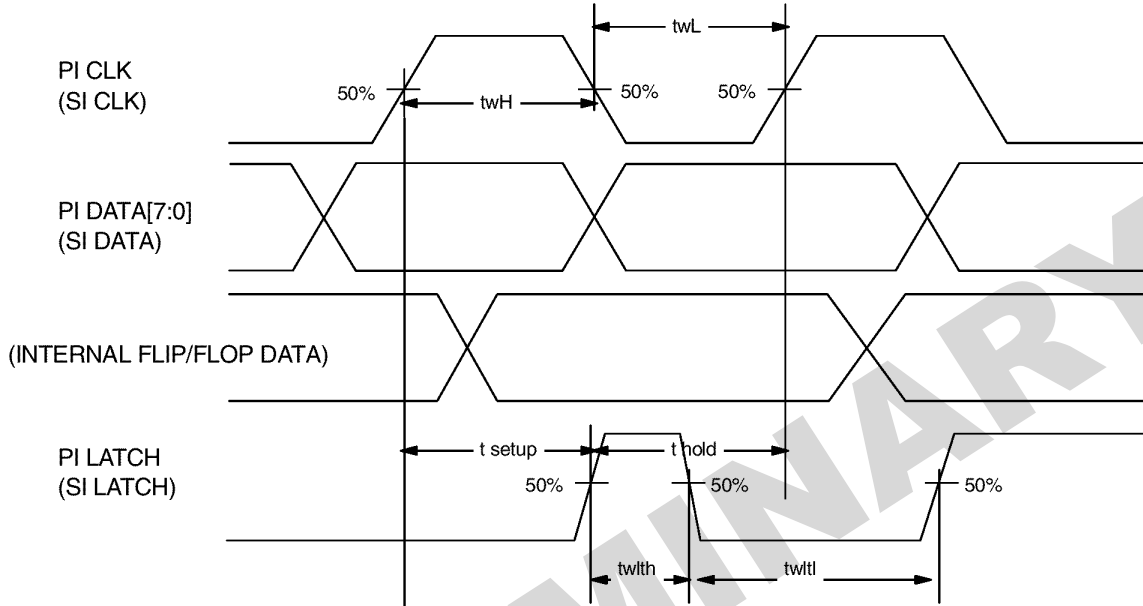 twL
PI CLK
(SI CLK)
50%
50%
50%
twH
PI DATA[7:0]
(SI DATA)
(INTERNAL FLIP/FLOP DATA)
PI LATCH
(SI LATCH)
t setup
t hold
50%
50%
50%
twlth
twltl
MINARY